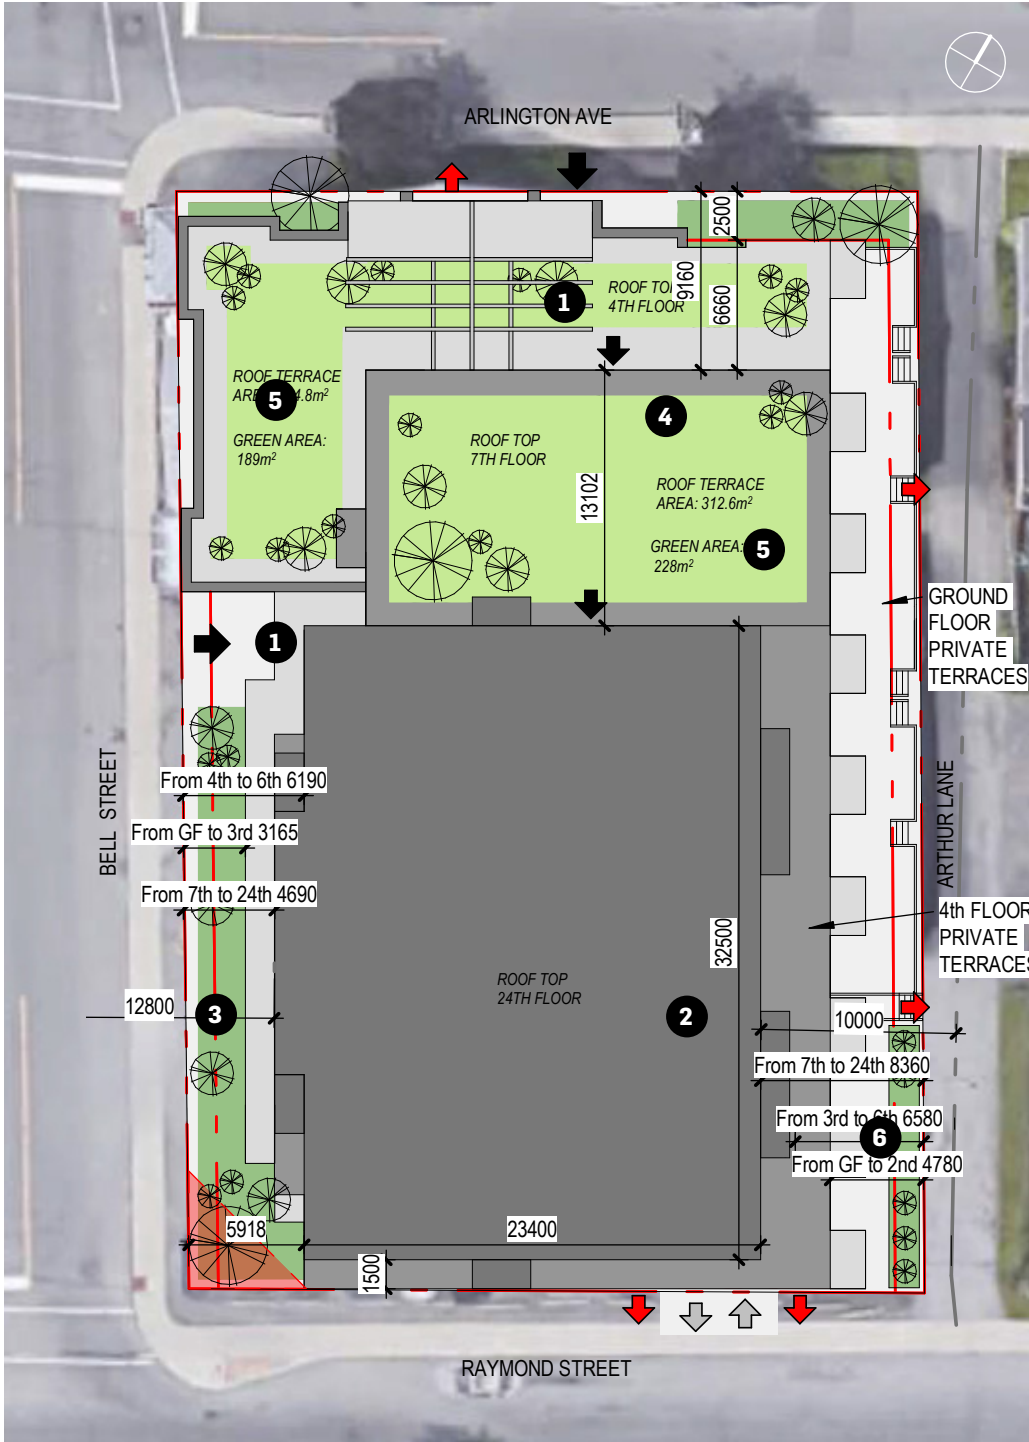 ARLINGTON AVE
2500
9160
6660
1
ROOF TOP
4TH FLOOR
ROOF TERRACE
5
4.8m²
GREEN AREA:
189m²
4
ROOF TOP
7TH FLOOR
13102
ROOF TERRACE
AREA: 312.6m²
GREEN AREA:
5
228m²
GROUND
FLOOR
PRIVATE
TERRACES
1
BELL STREET
From 4th to 6th 6190
From GF to 3rd 3165
From 7th to 24th 4690
ARTHUR LANE
4th FLOOR
PRIVATE
TERRACES
32500
ROOF TOP
24TH FLOOR
12800
3
2
10000
From 7th to 24th 8360
From 3rd to 6th 6580
6
From GF to 2nd 4780
5918
23400
1500
RAYMOND STREET